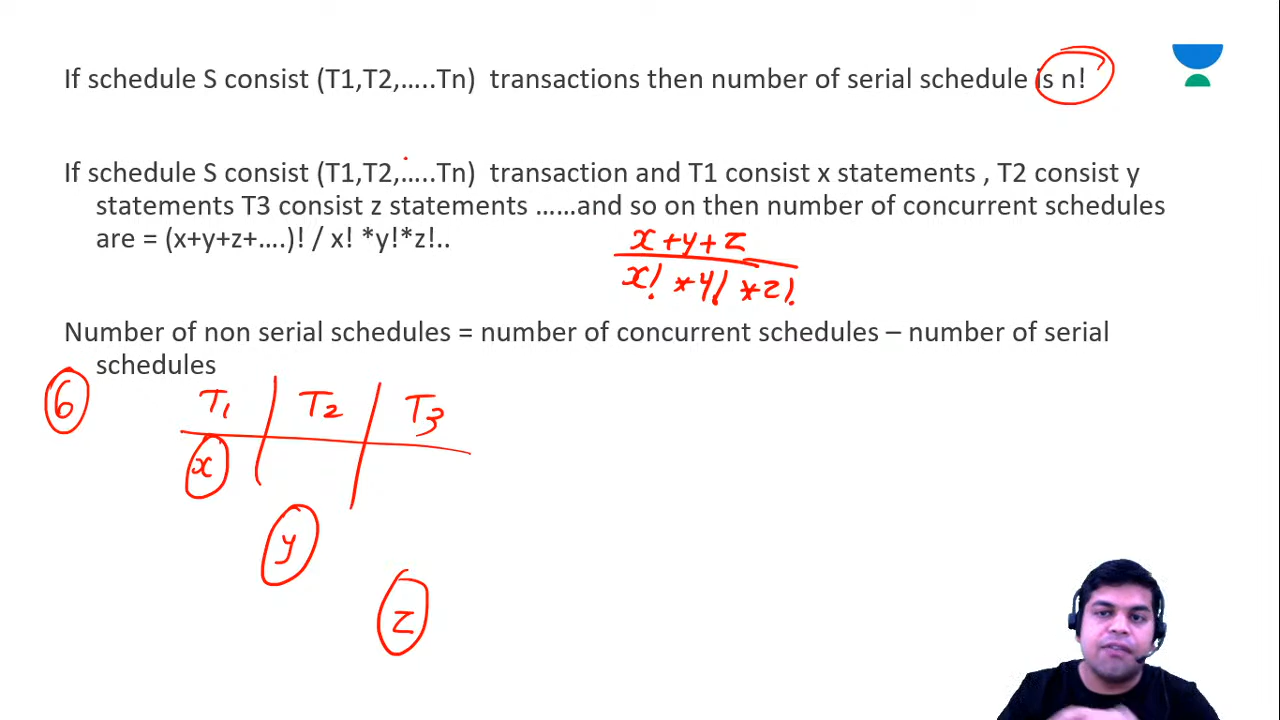 If schedule S consist (T1,T2,…..Tn) transactions then number of serial schedule is n!
If schedule S consist (T1,T2,…..Tn) transaction and T1 consist x statements , T2 consist y
statements T3 consist z statements ……and so on then number of concurrent schedules
are = (x+y+z+….)! / x! *y!*z!..
x+y+z
x! *y! *z!
Number of non serial schedules = number of concurrent schedules – number of serial
schedules
6 T1 T2 T3
x
y
z